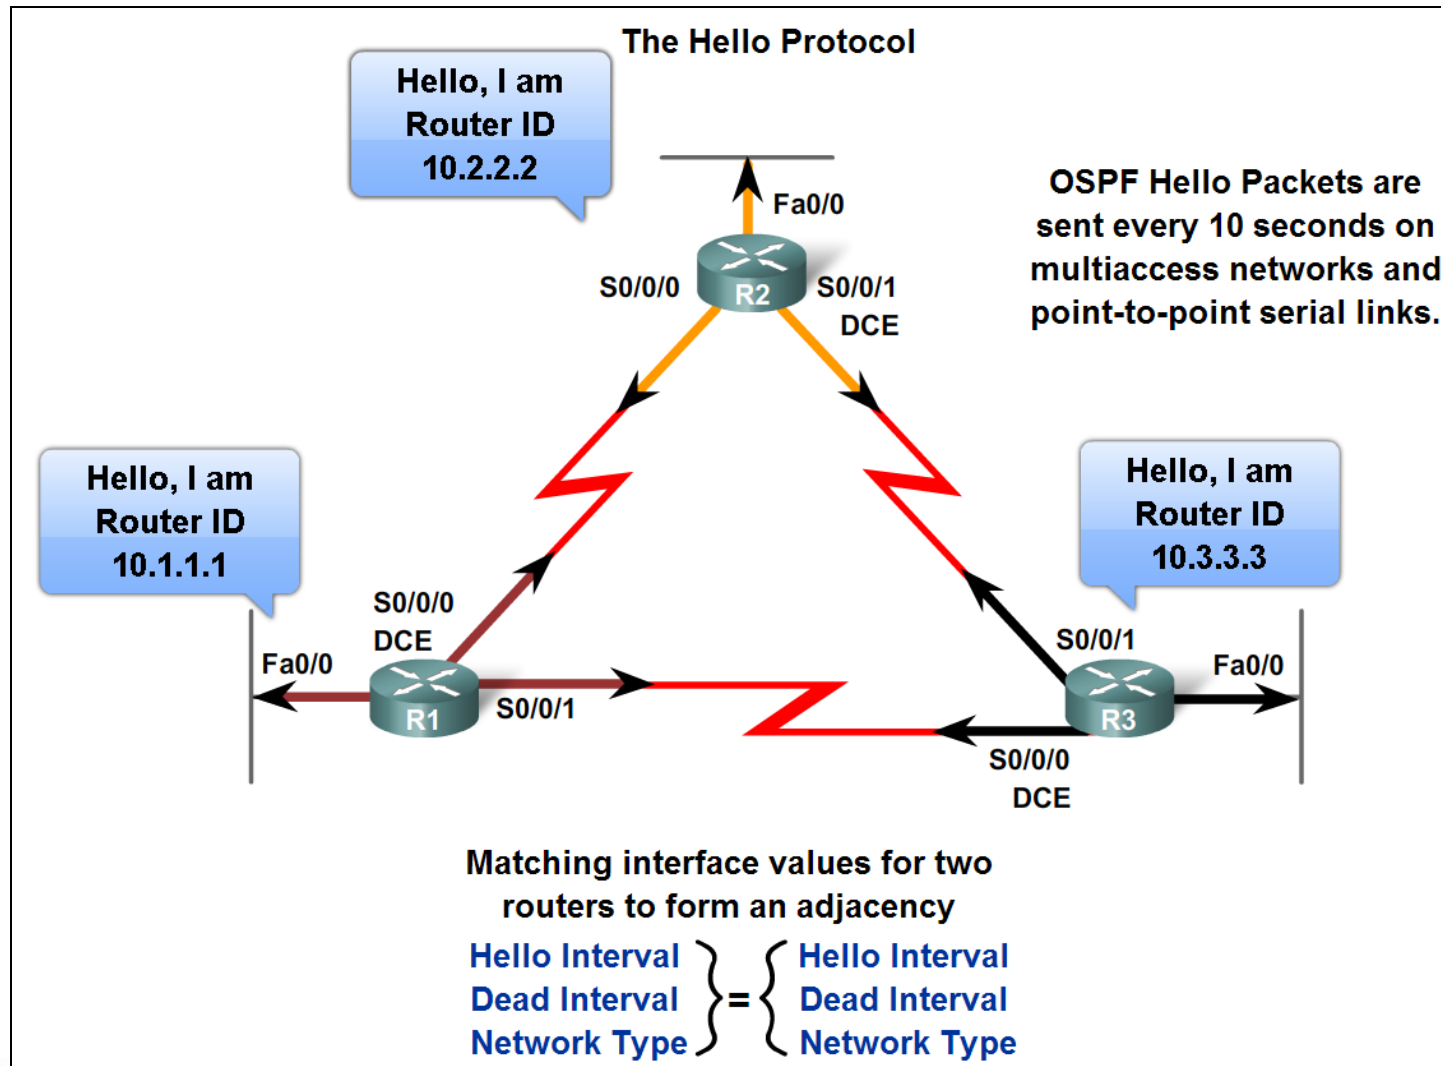 The Hello Protocol
Hello, I am
Router ID
10.2.2.2
Fa0/0
OSPF Hello Packets are
sent every 10 seconds on
multiaccess networks and
point-to-point serial links.
S0/0/0
R2
S0/0/1
DCE
Hello, I am
Router ID
10.1.1.1
Hello, I am
Router ID
10.3.3.3
S0/0/0
DCE
Fa0/0
R1
S0/0/1
S0/0/1
Fa0/0
R3
S0/0/0
DCE
Matching interface values for two
routers to form an adjacency
Hello Interval
Dead Interval
Network Type
=
Hello Interval
Dead Interval
Network Type